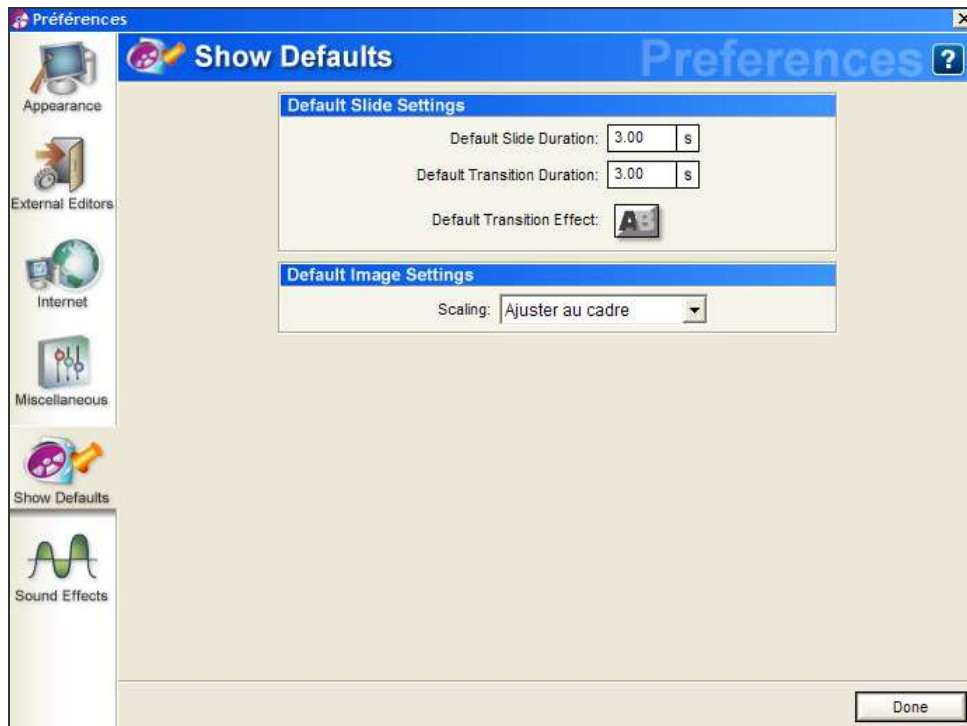 Préférences
Show Defaults
Preferences
?
Appearance
External Editors
Internet
Miscellaneous
Show Defaults
Sound Effects
Default Slide Settings
Default Slide Duration: 3.00 s
Default Transition Duration: 3.00 s
Default Transition Effect: AB
Default Image Settings
Scaling: Ajuster au cadre
Done